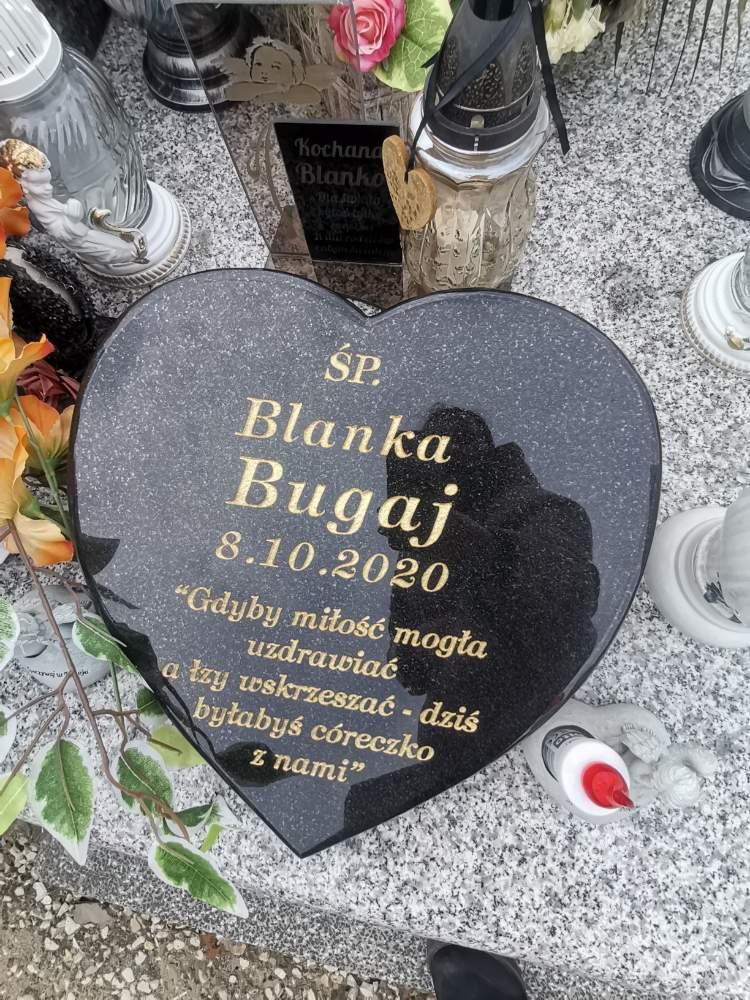 Kochana
Blanko
ŚP.
Blanka
Bugaj
8.10.2020
“Gdyby miłość mogła
uzdrawiać
a łzy wskrzeszać - dziś
byłabyś córeczko
z nami”